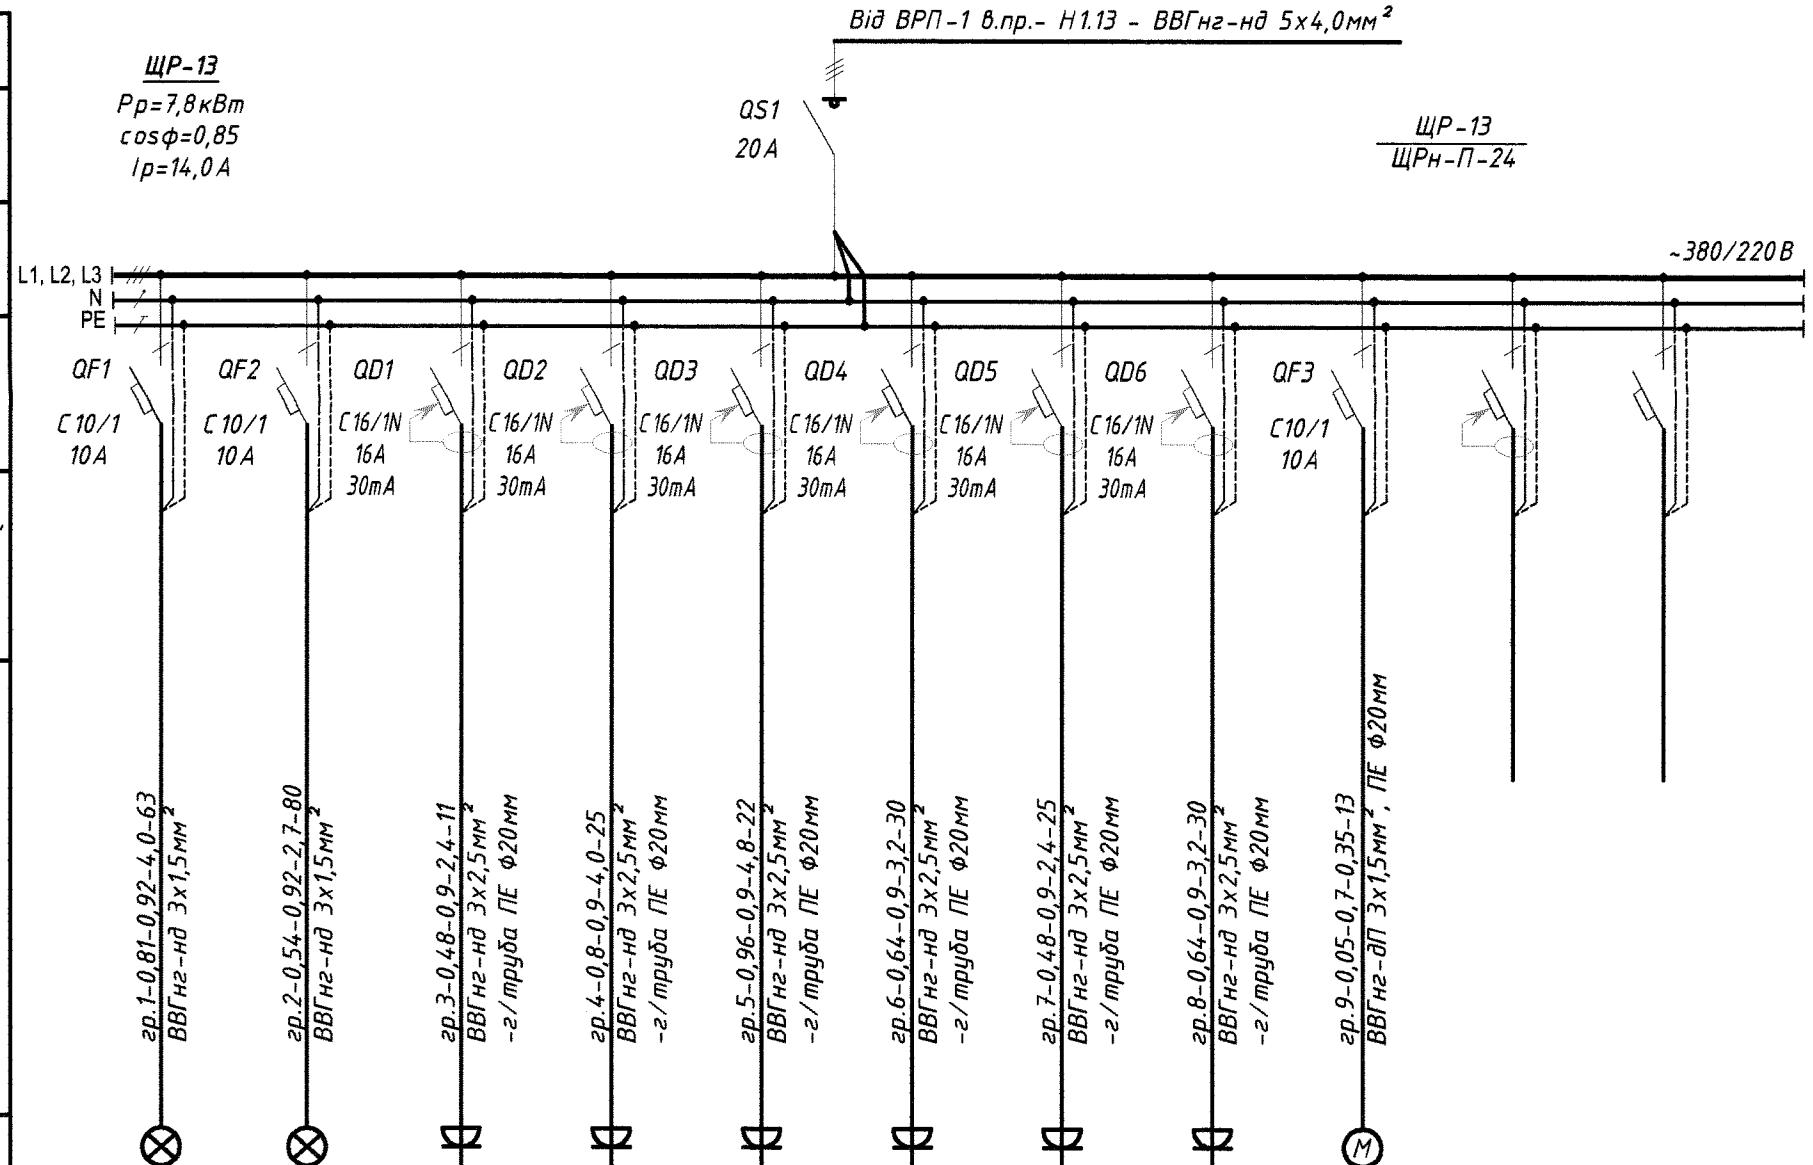 Від ВРП-1 в.пр.- Н1.13 - ВВГнг-нд 5х4,0мм²
ЩР-13
Рр=7,8кВт
cosφ=0,85
Ip=14,0А
QS1
20А
ЩР-13
ЩРн-П-24
~380/220В
L1, L2, L3
N
PE
QF1
C10/1
10А
QF2
C10/1
10А
QD1
C16/1N
16А
30mA
QD2
C16/1N
16А
30mA
QD3
C16/1N
16А
30mA
QD4
C16/1N
16А
30mA
QD5
C16/1N
16А
30mA
QD6
C16/1N
16А
30mA
QF3
C10/1
10А
гр.1-0,81-0,92-4,0-63
ВВГнг-нд 3х1,5мм²
гр.2-0,54-0,92-2,7-80
ВВГнг-нд 3х1,5мм²
гр.3-0,48-0,9-2,4-11
ВВГнг-нд 3х2,5мм²
-г/труба ПЕ Ф20мм
гр.4-0,8-0,9-4,0-25
ВВГнг-нд 3х2,5мм²
-г/труба ПЕ Ф20мм
гр.5-0,96-0,9-4,8-22
ВВГнг-нд 3х2,5мм²
-г/труба ПЕ Ф20мм
гр.6-0,64-0,9-3,2-30
ВВГнг-нд 3х2,5мм²
-г/труба ПЕ Ф20мм
гр.7-0,48-0,9-2,4-25
ВВГнг-нд 3х2,5мм²
-г/труба ПЕ Ф20мм
гр.8-0,64-0,9-3,2-30
ВВГнг-нд 3х2,5мм²
-г/труба ПЕ Ф20мм
гр.9-0,05-0,7-0,35-13
ВВГнг-дП 3х1,5мм², ПЕ Ф20мм
М